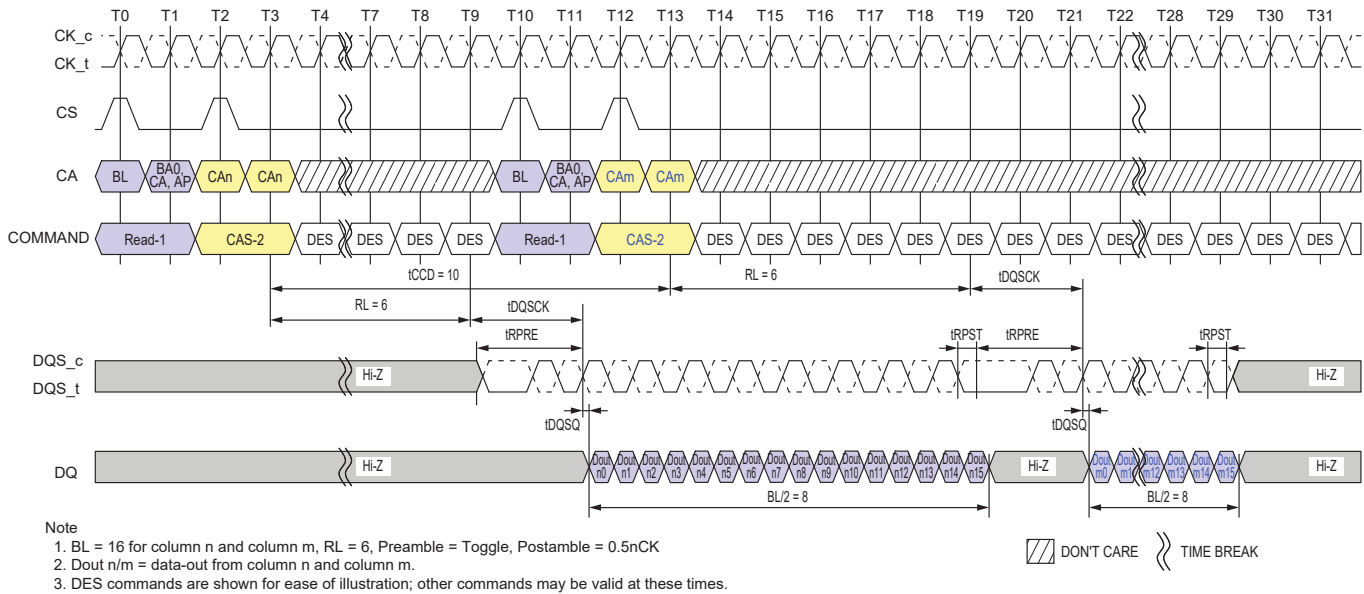 T0 T1 T2 T3 T4 T7 T8 T9 T10 T11 T12 T13 T14 T15 T16 T17 T18 T19 T20 T21 T22 T28 T29 T30 T31
CK_c
CK_t
CS
CA BL BA0, CA, AP CAn CAn BL BA0, CA, AP CAm CAm
COMMAND Read-1 CAS-2 DES DES DES DES Read-1 CAS-2 DES DES DES DES DES DES DES DES DES DES DES DES DES
tCCD = 10 RL = 6 tDQSCK
RL = 6 tDQSCK
tRPRE tRPST tRPRE tRPST
DQS_c
DQS_t
Hi-Z Hi-Z
tDQSQ tDQSQ
DQ Hi-Z Dout n0 Dout n1 Dout n2 Dout n3 Dout n4 Dout n5 Dout n6 Dout n7 Dout n8 Dout n9 Dout n10 Dout n11 Dout n12 Dout n13 Dout n14 Dout n15 Hi-Z Dout m0 Dout m1 Dout m12 Dout m13 Dout m14 Dout m15 Hi-Z
BL/2 = 8 BL/2 = 8
Note
1. BL = 16 for column n and column m, RL = 6, Preamble = Toggle, Postamble = 0.5nCK
2. Dout n/m = data-out from column n and column m.
3. DES commands are shown for ease of illustration; other commands may be valid at these times.
DON'T CARE TIME BREAK